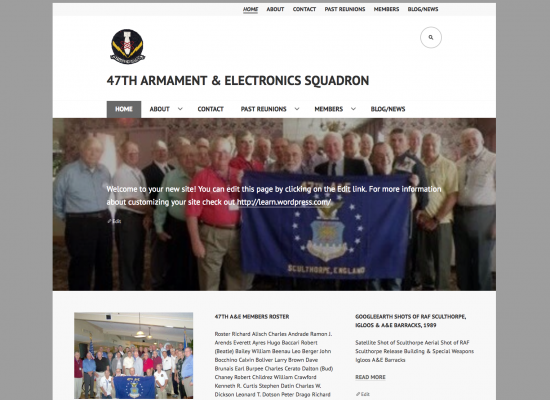 HOME ABOUT CONTACT PAST REUNIONS MEMBERS BLOG/NEWS
47TH ARMAMENT & ELECTRONICS SQUADRON
HOME ABOUT CONTACT PAST REUNIONS MEMBERS BLOG/NEWS
Welcome to your new site! You can edit this page by clicking on the Edit link. For more information
about customizing your site check out http://learn.wordpress.com/
Edit
SCULTHORPE, ENGLAND
47TH A&E MEMBERS ROSTER
Roster Richard Alisch Charles Andrade Ramon J.
Arends Everett Ayres Hugo Baccari Robert
(Beatle) Bailey William Beenau Leo Berger John
Bocchino Calvin Boliver Larry Brown Dave
Brunais Earl Burpee Charles Cerato Dalton (Bud)
Chaney Robert Childrez William Crawford
Kenneth R. Curtis Stephen Datin Charles W.
Dickson Leonard T. Dotson Peter Drago Richard
GOOGLEEARTH SHOTS OF RAF SCULTHORPE,
IGLOOS & A&E BARRACKS, 1989
Satellite Shot of Sculthorpe Aerial Shot of RAF
Sculthorpe Release Building & Special Weapons
Igloos A&E Barracks
READ MORE
Edit